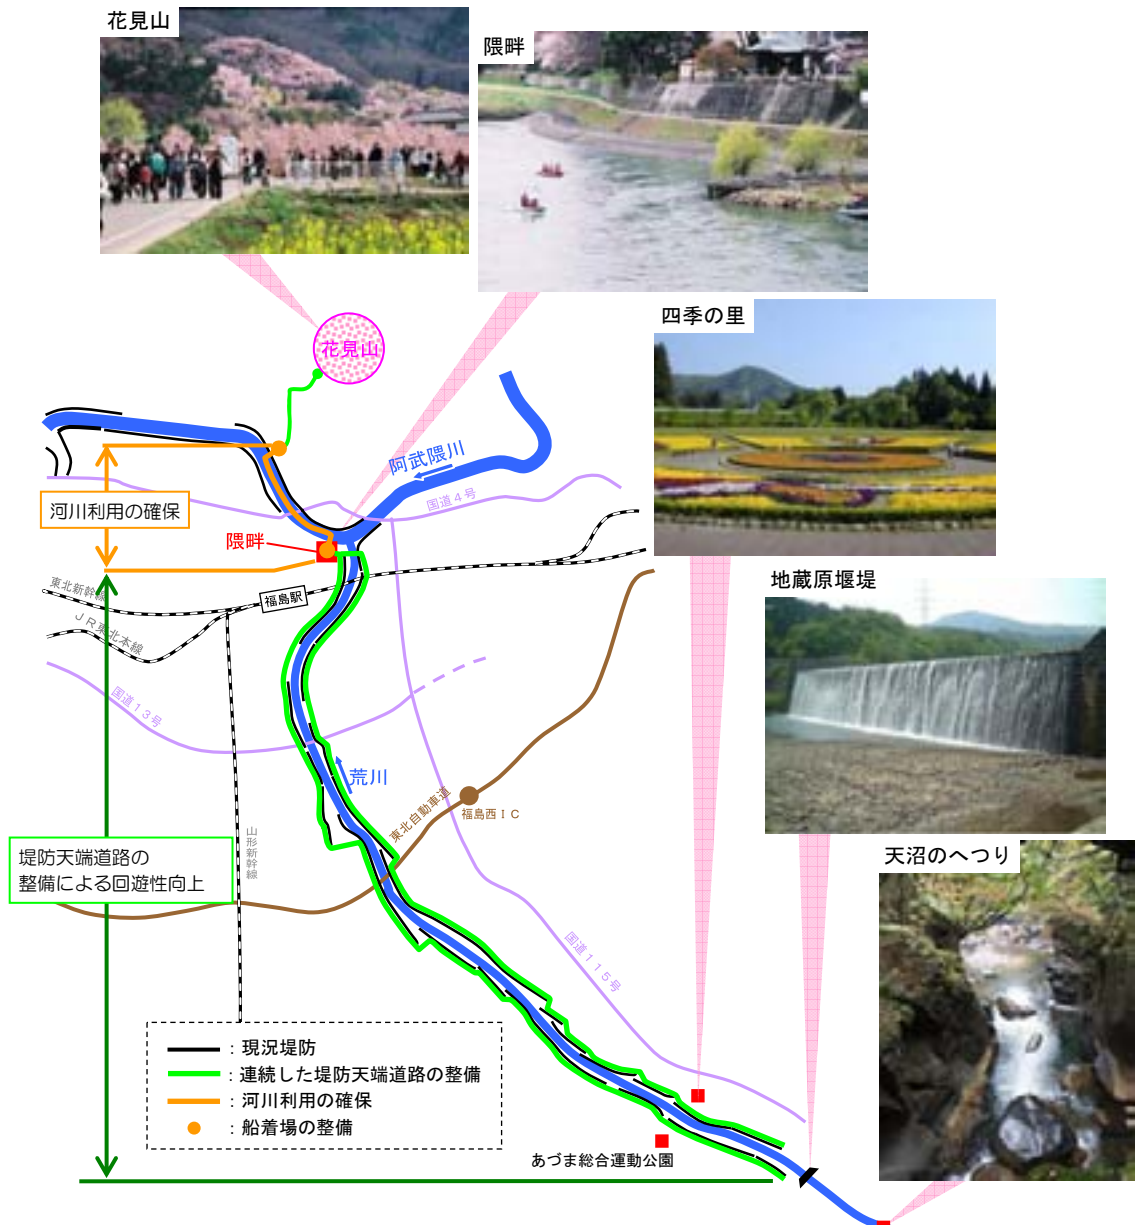 花見山
隈畔
四季の里
花見山
阿武隈川
国道４号
河川利用の確保
隈畔
東北新幹線
福島駅
地蔵原堰堤
ＪＲ東北本線
国道１３号
荒川
東北自動車道
福島西ＩＣ
山形新幹線
堤防天端道路の
整備による回遊性向上
天沼のへつり
国道１１５号
：現況堤防
：連続した堤防天端道路の整備
：河川利用の確保
：船着場の整備
あづま総合運動公園